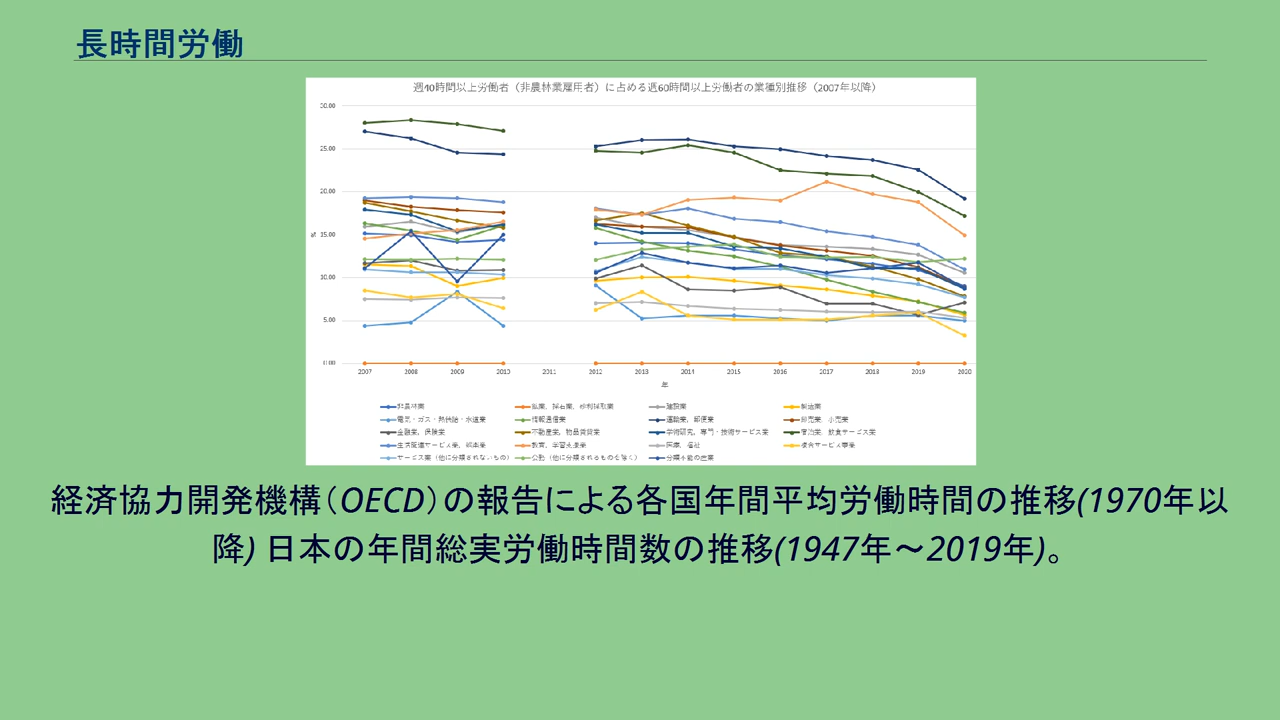 長時間労働
週40時間以上労働者（非農林業雇用者）に占める週60時間以上労働者の業種別推移（2007年以降）
30.00
25.00
20.00
15.00
10.00
5.00
0.00
%
2007 2008 2009 2010 2011 2012 2013 2014 2015 2016 2017 2018 2019 2020
年
非農林業 鉱業、採石業、砂利採取業 建設業 製造業
電気・ガス・熱供給・水道業 情報通信業 運輸業、郵便業 卸売業、小売業
金融業、保険業 不動産業、物品賃貸業 学術研究、専門・技術サービス業 宿泊業、飲食サービス業
生活関連サービス業、娯楽業 教育、学習支援業 医療、福祉 複合サービス事業
サービス業（他に分類されないもの） 公務（他に分類されるものを除く） 分類不能の産業
経済協力開発機構（OECD）の報告による各国年間平均労働時間の推移(1970年以
降) 日本の年間総実労働時間数の推移(1947年〜2019年)。